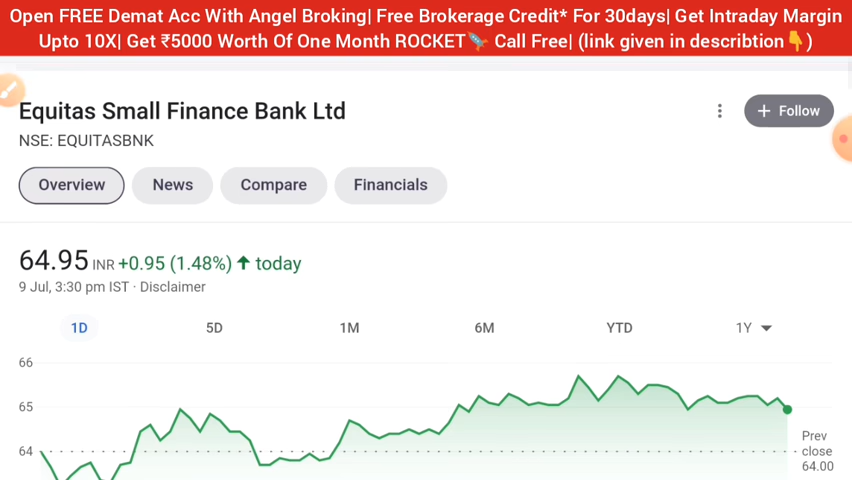 Open FREE Demat Acc With Angel Broking| Free Brokerage Credit* For 30days| Get Intraday Margin
Upto 10X| Get ₹5000 Worth Of One Month ROCKET🚀 Call Free| (link given in describtion👇)
Equitas Small Finance Bank Ltd
+ Follow
NSE: EQUITASBNK
Overview News Compare Financials
64.95 INR +0.95 (1.48%) ↑ today
9 Jul, 3:30 pm IST · Disclaimer
1D 5D 1M 6M YTD 1Y
66
65
64
Prev
close
64.00